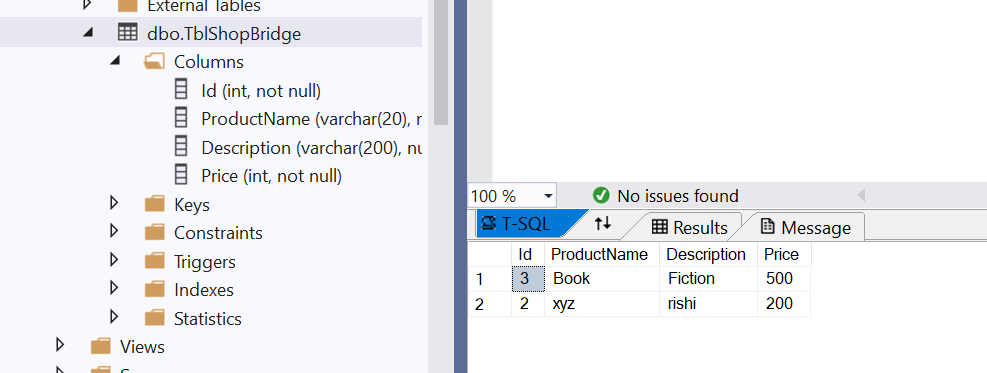 External Tables
dbo.TblShopBridge
Columns
Id (int, not null)
ProductName (varchar(20), n
Description (varchar(200), nu
Price (int, not null)
Keys
Constraints
Triggers
Indexes
Statistics
Views
100 %
No issues found
T-SQL
Results
Message
Id ProductName Description Price
1 3 Book Fiction 500
2 2 xyz rishi 200